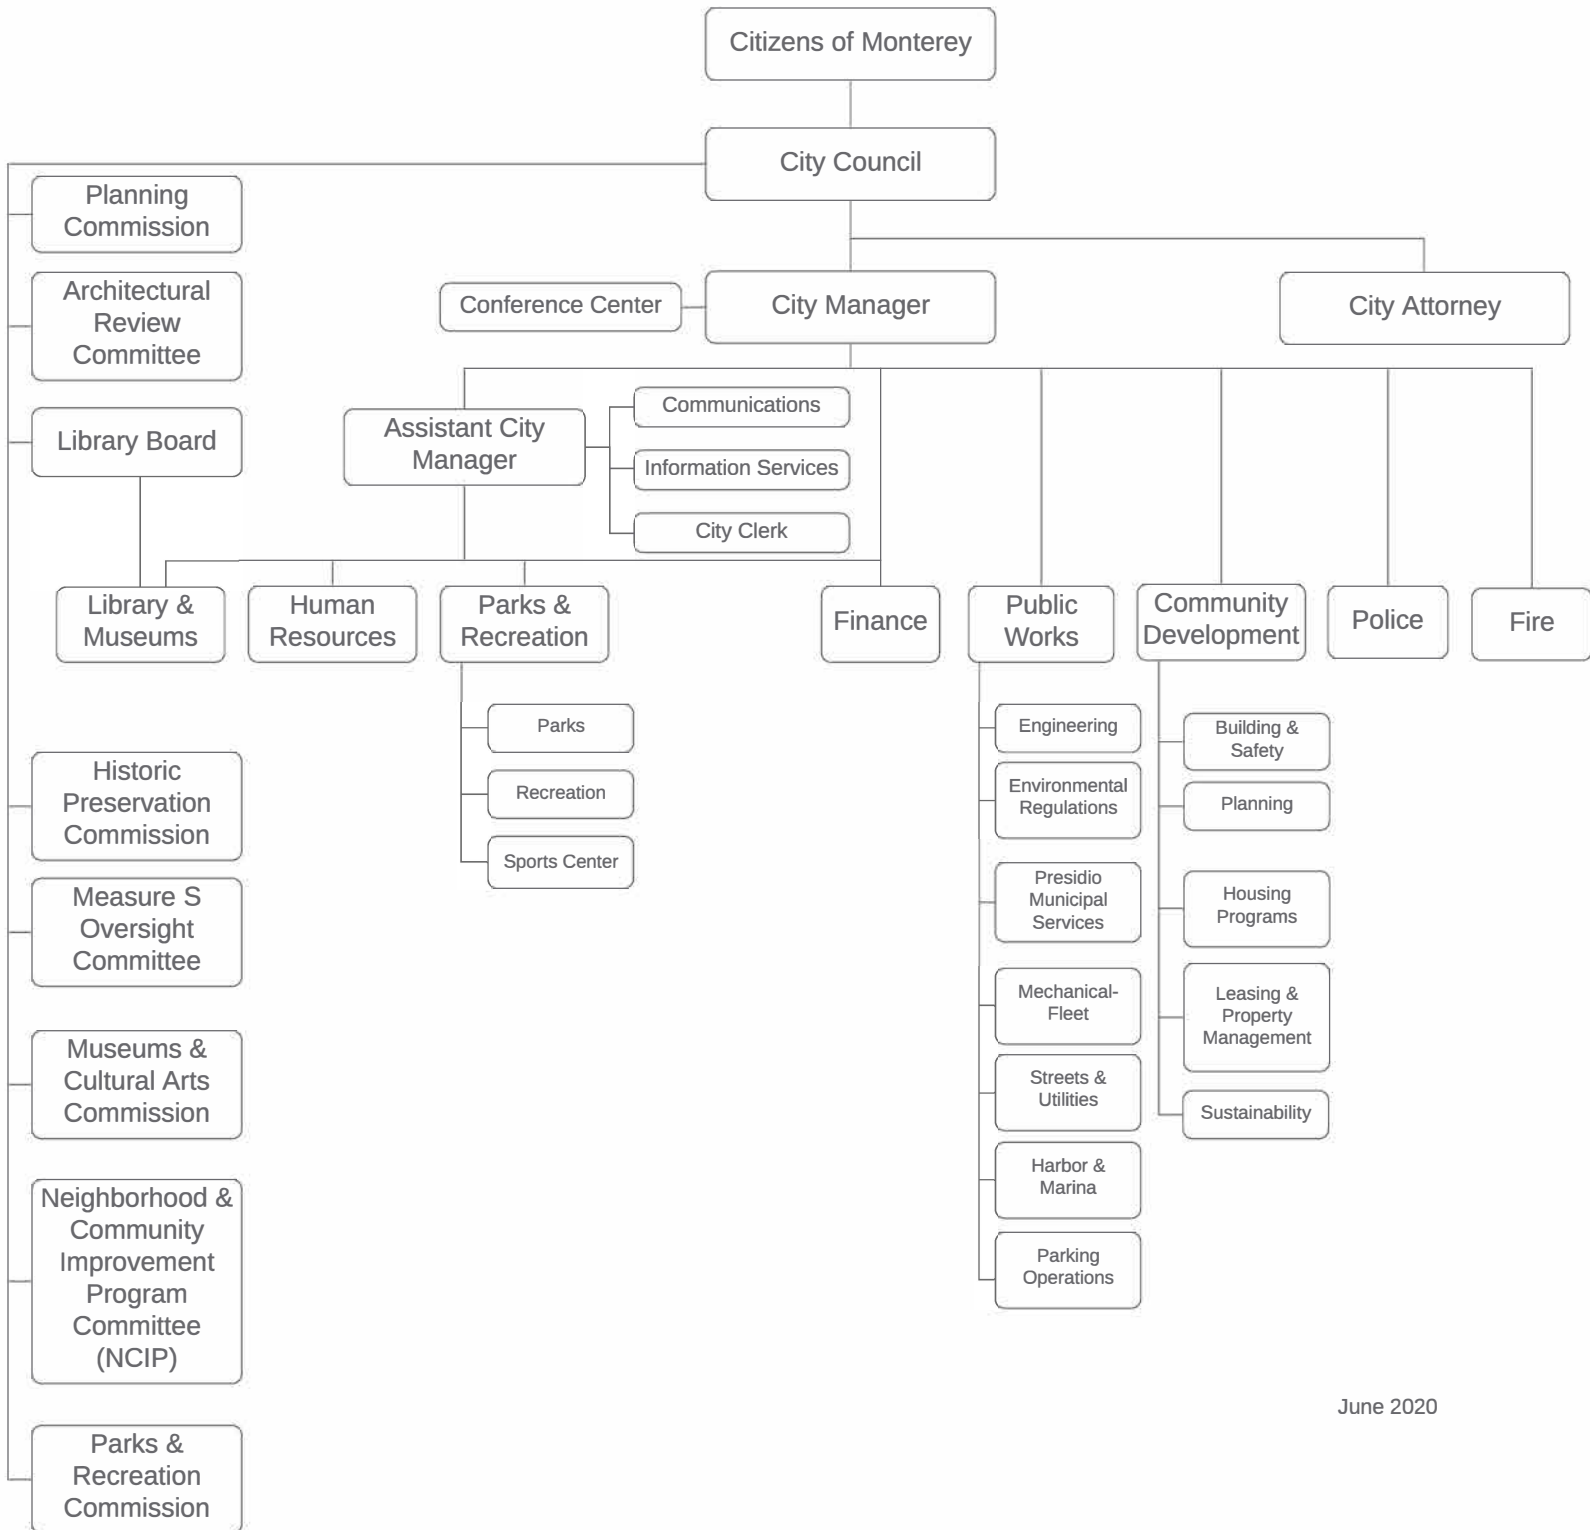 Citizens of Monterey
City Council
Planning
Commission
Architectural
Review
Committee
Conference Center
City Manager
City Attorney
Library Board
Assistant City
Manager
Communications
Information Services
City Clerk
Library &
Museums
Human
Resources
Parks &
Recreation
Finance
Public
Works
Community
Development
Police
Fire
Parks
Recreation
Sports Center
Engineering
Environmental
Regulations
Presidio
Municipal
Services
Mechanical-
Fleet
Streets &
Utilities
Harbor &
Marina
Parking
Operations
Building &
Safety
Planning
Housing
Programs
Leasing &
Property
Management
Sustainability
Historic
Preservation
Commission
Measure S
Oversight
Committee
Museums &
Cultural Arts
Commission
Neighborhood &
Community
Improvement
Program
Committee
(NCIP)
Parks &
Recreation
Commission
June 2020